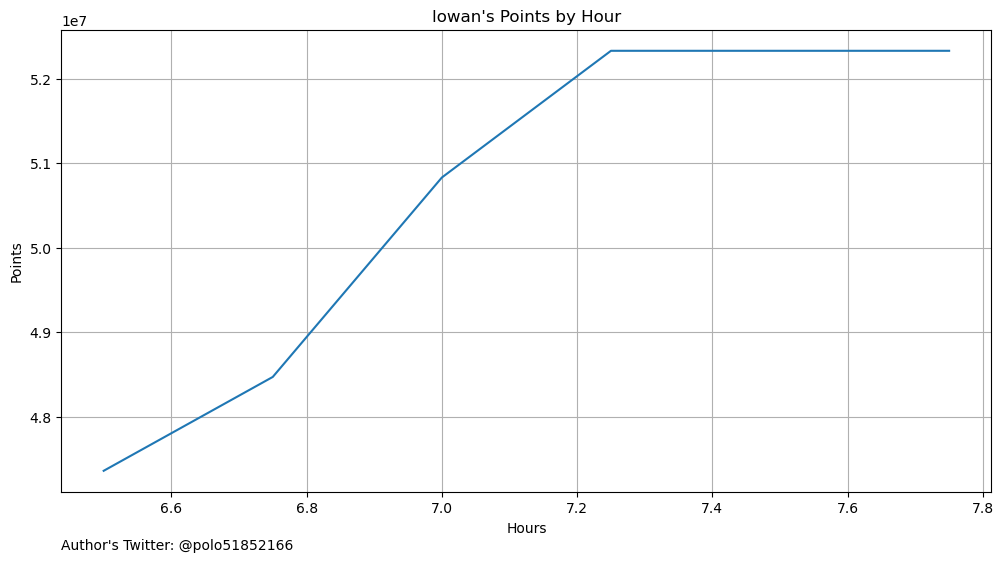 Iowan's Points by Hour
1e7
5.2
5.1
5.0
4.9
4.8
Points
6.6 6.8 7.0 7.2 7.4 7.6 7.8
Hours
Author's Twitter: @polo51852166